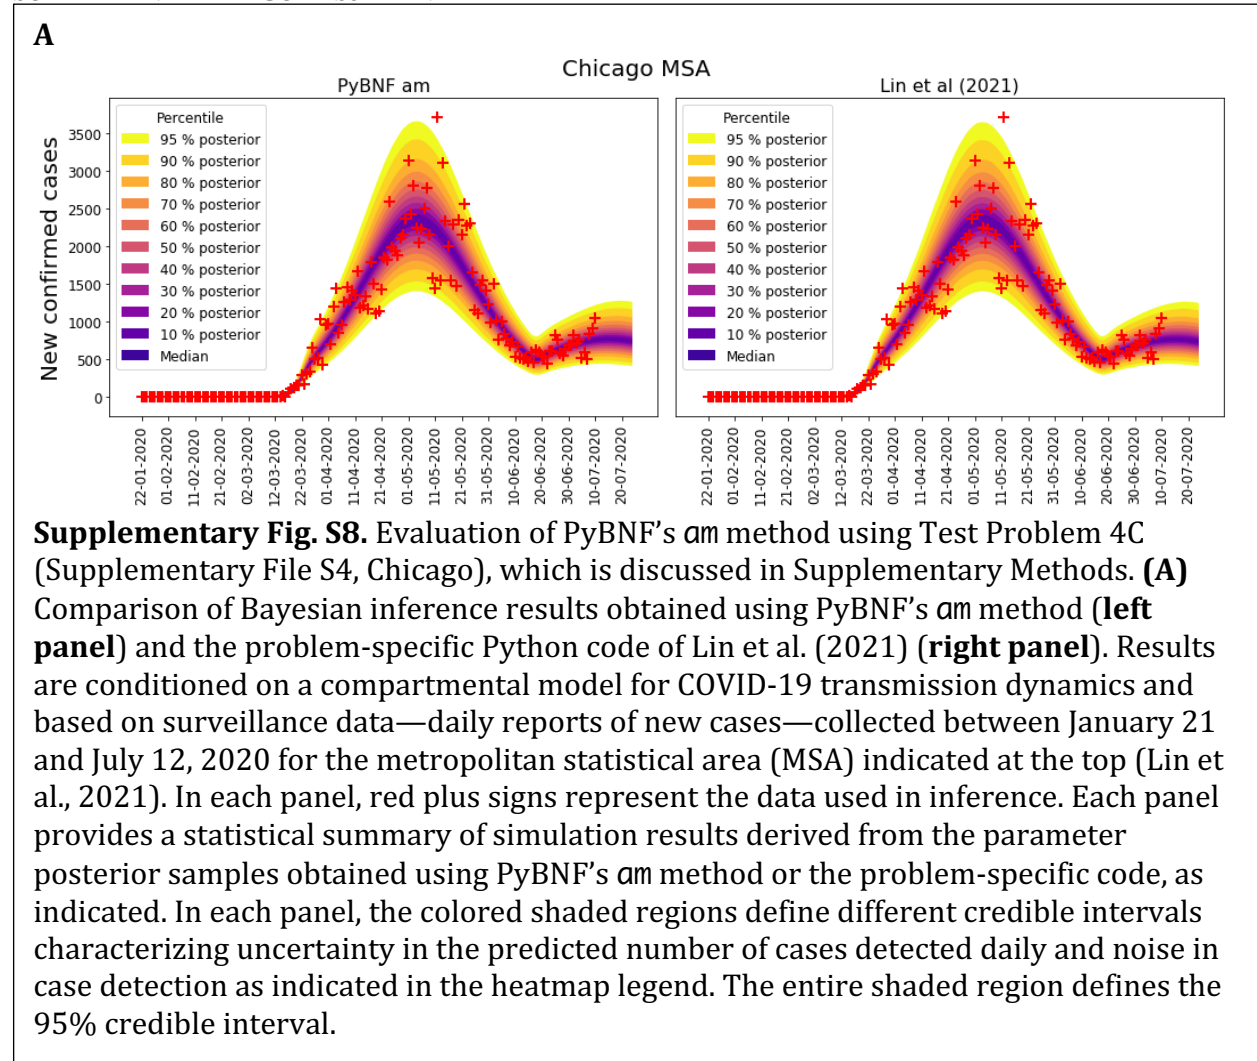 A
Chicago MSA
PyBNF am
Lin et al (2021)
New confirmed cases
3500
3000
2500
2000
1500
1000
500
0
Percentile
95 % posterior
90 % posterior
80 % posterior
70 % posterior
60 % posterior
50 % posterior
40 % posterior
30 % posterior
20 % posterior
10 % posterior
Median
22-01-2020
01-02-2020
11-02-2020
21-02-2020
02-03-2020
12-03-2020
22-03-2020
01-04-2020
11-04-2020
21-04-2020
01-05-2020
11-05-2020
21-05-2020
31-05-2020
10-06-2020
20-06-2020
30-06-2020
10-07-2020
20-07-2020
Percentile
95 % posterior
90 % posterior
80 % posterior
70 % posterior
60 % posterior
50 % posterior
40 % posterior
30 % posterior
20 % posterior
10 % posterior
Median
22-01-2020
01-02-2020
11-02-2020
21-02-2020
02-03-2020
12-03-2020
22-03-2020
01-04-2020
11-04-2020
21-04-2020
01-05-2020
11-05-2020
21-05-2020
31-05-2020
10-06-2020
20-06-2020
30-06-2020
10-07-2020
20-07-2020
Supplementary Fig. S8. Evaluation of PyBNF’s am method using Test Problem 4C
(Supplementary File S4, Chicago), which is discussed in Supplementary Methods. (A)
Comparison of Bayesian inference results obtained using PyBNF’s am method (left
panel) and the problem-specific Python code of Lin et al. (2021) (right panel). Results
are conditioned on a compartmental model for COVID-19 transmission dynamics and
based on surveillance data—daily reports of new cases—collected between January 21
and July 12, 2020 for the metropolitan statistical area (MSA) indicated at the top (Lin et
al., 2021). In each panel, red plus signs represent the data used in inference. Each panel
provides a statistical summary of simulation results derived from the parameter
posterior samples obtained using PyBNF’s am method or the problem-specific code, as
indicated. In each panel, the colored shaded regions define different credible intervals
characterizing uncertainty in the predicted number of cases detected daily and noise in
case detection as indicated in the heatmap legend. The entire shaded region defines the
95% credible interval.